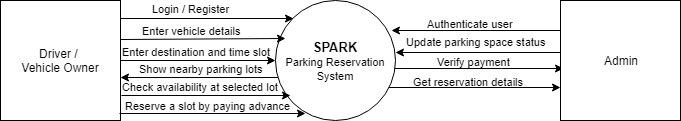 Login / Register
Enter vehicle details
Enter destination and time slot
Show nearby parking lots
Check availability at selected lot
Reserve a slot by paying advance
Driver /
Vehicle Owner
SPARK
Parking Reservation
System
Authenticate user
Update parking space status
Verify payment
Get reservation details
Admin